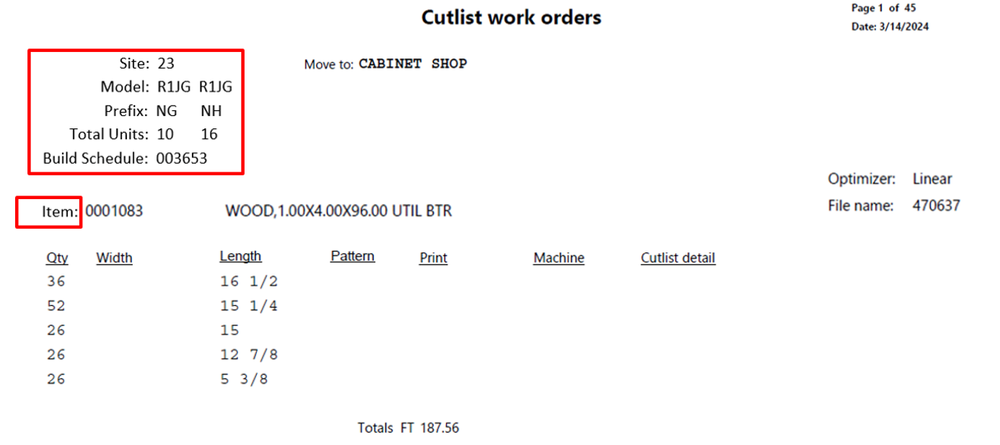 Cutlist work orders
Page 1 of 45
Date: 3/14/2024
Site: 23
Move to: CABINET SHOP
Model: R1JG R1JG
Prefix: NG NH
Total Units: 10 16
Build Schedule: 003653
Optimizer: Linear
File name: 470637
Item: 0001083 WOOD,1.00X4.00X96.00 UTIL BTR
Qty Width Length Pattern Print Machine Cutlist detail
36 16 1/2
52 15 1/4
26 15
26 12 7/8
26 5 3/8
Totals FT 187.56